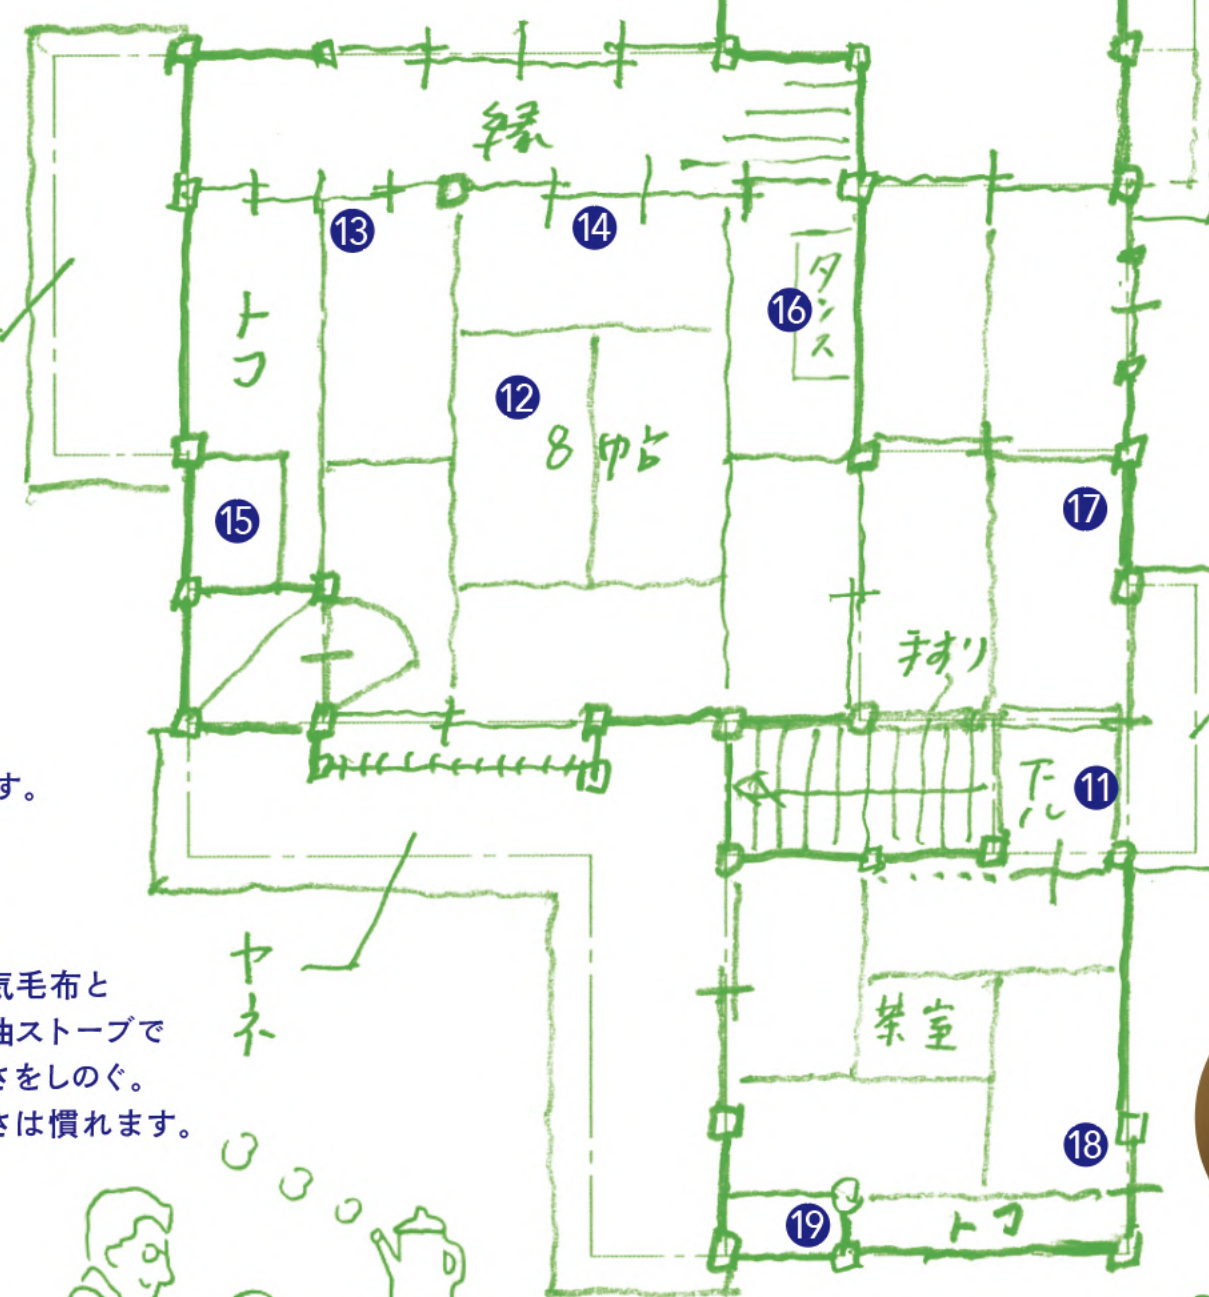 縁
13
14
タンス
16
トコ
12
8帖
15
17
手すり
す。
下ル
11
ヤネ
気毛布と
油ストーブで
さをしのぐ。
さは慣れます。
茶室
18
19
トコ